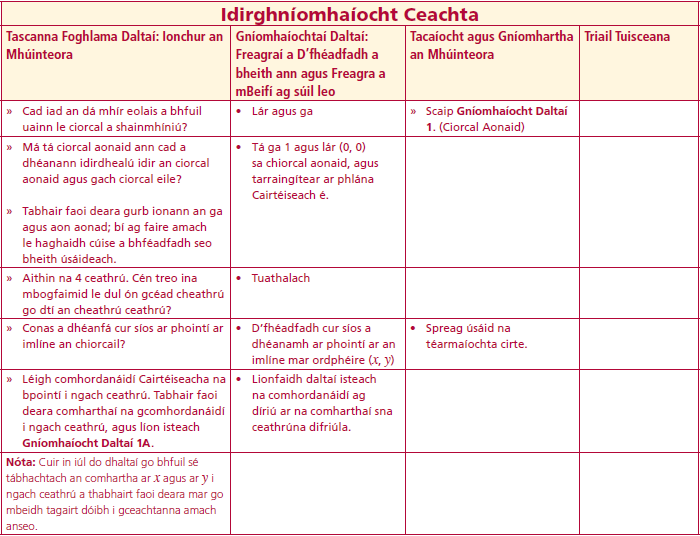 Idirghníomhaíocht Ceachta
Tascanna Foghlama Daltaí: Ionchur an
Mhúinteora
Gníomhaíochtaí Daltaí:
Freagraí a D'fhéadfadh a
bheith ann agus Freagra a
mBeifí ag súil leo
Tacaíocht agus Gníomhartha
an Mhúinteora
Triail Tuisceana
» Cad iad an dá mhír eolais a bhfuil
uainn le ciorcal a shainmhíniú?
• Lár agus ga
» Scaip Gníomhaíocht Daltaí
1. (Ciorcal Aonaid)
» Má tá ciorcal aonaid ann cad a
dhéanann idirdhealú idir an ciorcal
aonaid agus gach ciorcal eile?
» Tabhair faoi deara gurb ionann an ga
agus aon aonad; bí ag faire amach
le haghaidh cúise a bhféadfadh seo
bheith úsáideach.
• Tá ga 1 agus lár (0, 0)
sa chiorcal aonaid, agus
tarraingítear ar phlána
Cairtéiseach é.
» Aithin na 4 ceathrú. Cén treo ina
mbogfaimid le dul ón gcéad cheathrú
go dtí an cheathrú ceathrú?
• Tuathalach
» Conas a dhéanfá cur síos ar phointí ar
imlíne an chiorcail?
• D'fhéadfadh cur síos a
dhéanamh ar phointí ar an
imlíne mar ordphéire (x, y)
• Spreag úsáid na
téarmaíochta cirte.
» Léigh comhordanáidí Cairtéiseacha na
bpointí i ngach ceathrú. Tabhair faoi
deara comharthaí na gcomhordanáidí
i ngach ceathrú, agus líon isteach
Gníomhaíocht Daltaí 1A.
• Lionfaidh daltaí isteach
na comhordanáidí ag
díriú ar na comharthaí sna
ceathrúna difriúla.
Nóta: Cuir in iúl do dhaltaí go bhfuil sé
tábhachtach an comhartha ar x agus ar y i
ngach ceathrú a thabhairt faoi deara mar go
mbeidh tagairt dóibh i gceachtanna amach
anseo.